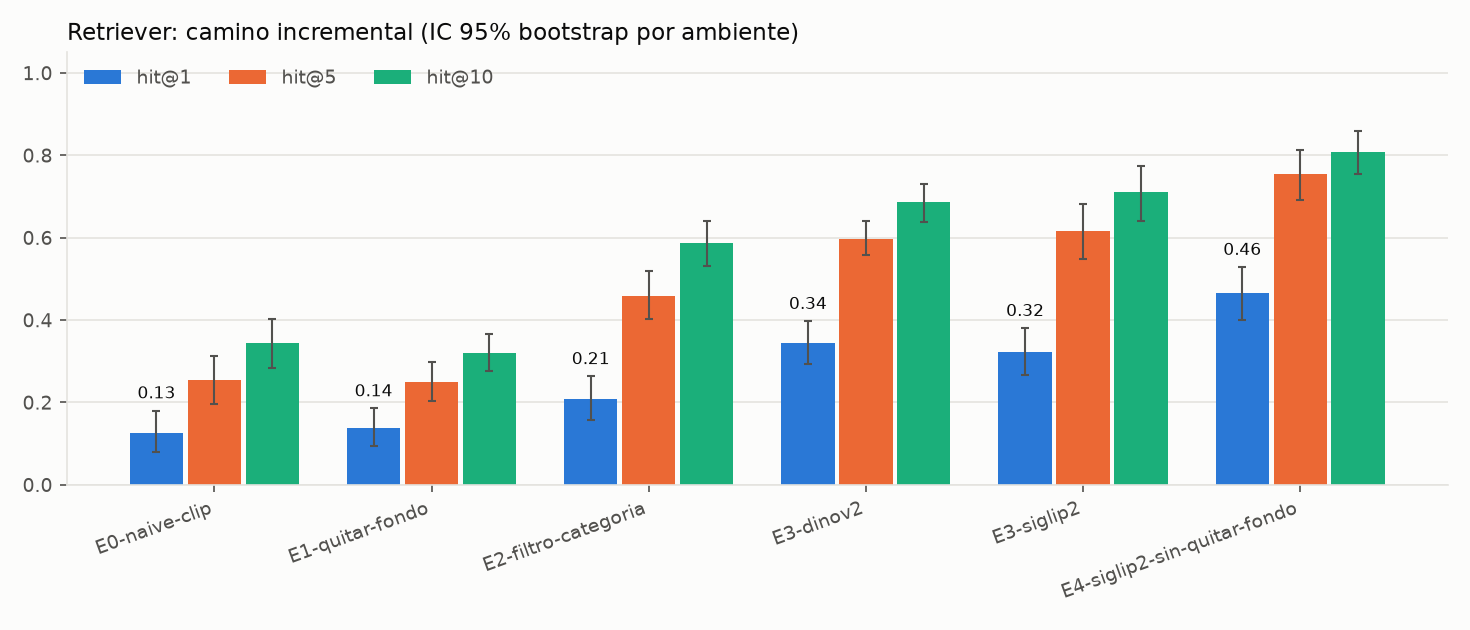 Retriever: camino incremental (IC 95% bootstrap por ambiente)
hit@1 hit@5 hit@10
1.0
0.8
0.6
0.4
0.2
0.0
0.13
0.14
0.21
0.34
0.32
0.46
E0-naive-clip
E1-quitar-fondo
E2-filtro-categoria
E3-dinov2
E3-siglip2
E4-siglip2-sin-quitar-fondo